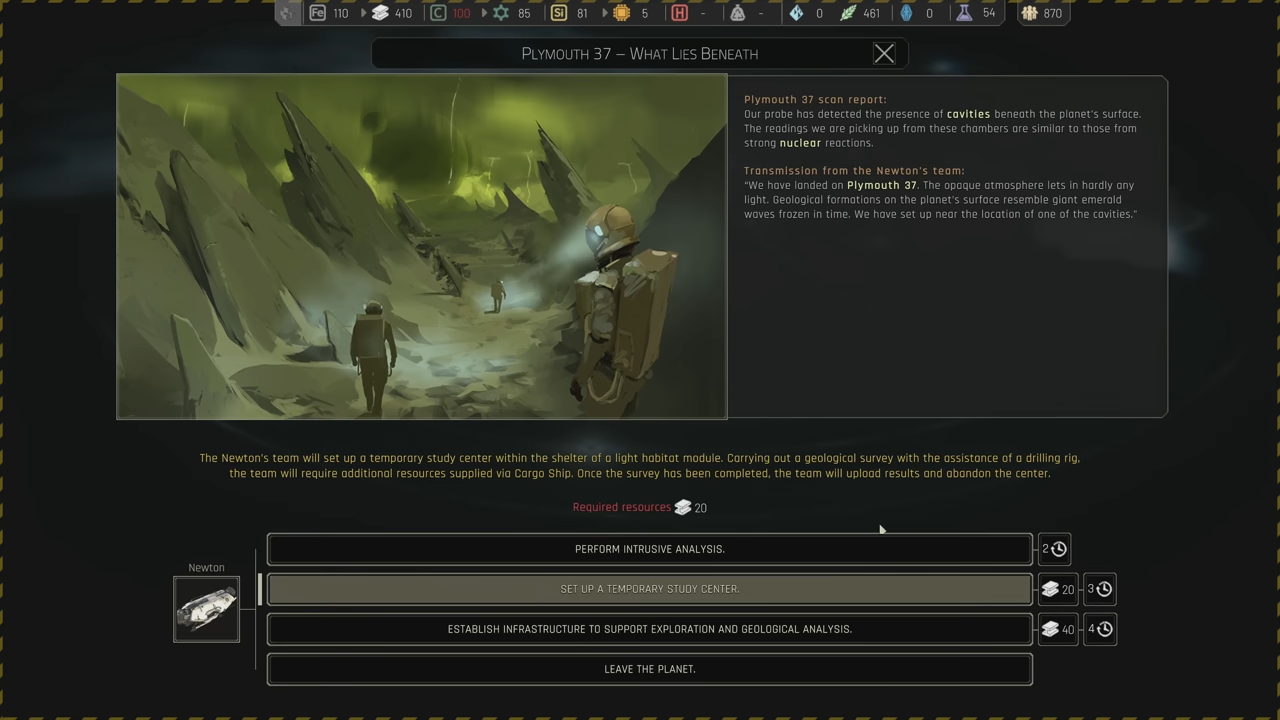 Fe 110 410 C 100 85 Si 81 5 H - - 0 461 0 54 870
PLYMOUTH 37 – WHAT LIES BENEATH
Plymouth 37 scan report:
Our probe has detected the presence of cavities beneath the planet's surface.
The readings we are picking up from these chambers are similar to those from
strong nuclear reactions.
Transmission from the Newton's team:
"We have landed on Plymouth 37. The opaque atmosphere lets in hardly any
light. Geological formations on the planet's surface resemble giant emerald
waves frozen in time. We have set up near the location of one of the cavities."
The Newton's team will set up a temporary study center within the shelter of a light habitat module. Carrying out a geological survey with the assistance of a drilling rig,
the team will require additional resources supplied via Cargo Ship. Once the survey has been completed, the team will upload results and abandon the center.
Required resources 20
Newton
PERFORM INTRUSIVE ANALYSIS. 2
SET UP A TEMPORARY STUDY CENTER. 20 3
ESTABLISH INFRASTRUCTURE TO SUPPORT EXPLORATION AND GEOLOGICAL ANALYSIS. 40 4
LEAVE THE PLANET.